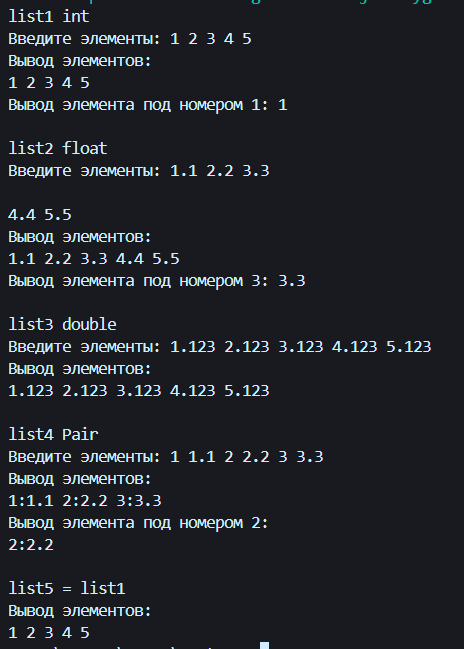 list1 int
Введите элементы: 1 2 3 4 5
Вывод элементов:
1 2 3 4 5
Вывод элемента под номером 1: 1
list2 float
Введите элементы: 1.1 2.2 3.3
4.4 5.5
Вывод элементов:
1.1 2.2 3.3 4.4 5.5
Вывод элемента под номером 3: 3.3
list3 double
Введите элементы: 1.123 2.123 3.123 4.123 5.123
Вывод элементов:
1.123 2.123 3.123 4.123 5.123
list4 Pair
Введите элементы: 1 1.1 2 2.2 3 3.3
Вывод элементов:
1:1.1 2:2.2 3:3.3
Вывод элемента под номером 2:
2:2.2
list5 = list1
Вывод элементов:
1 2 3 4 5